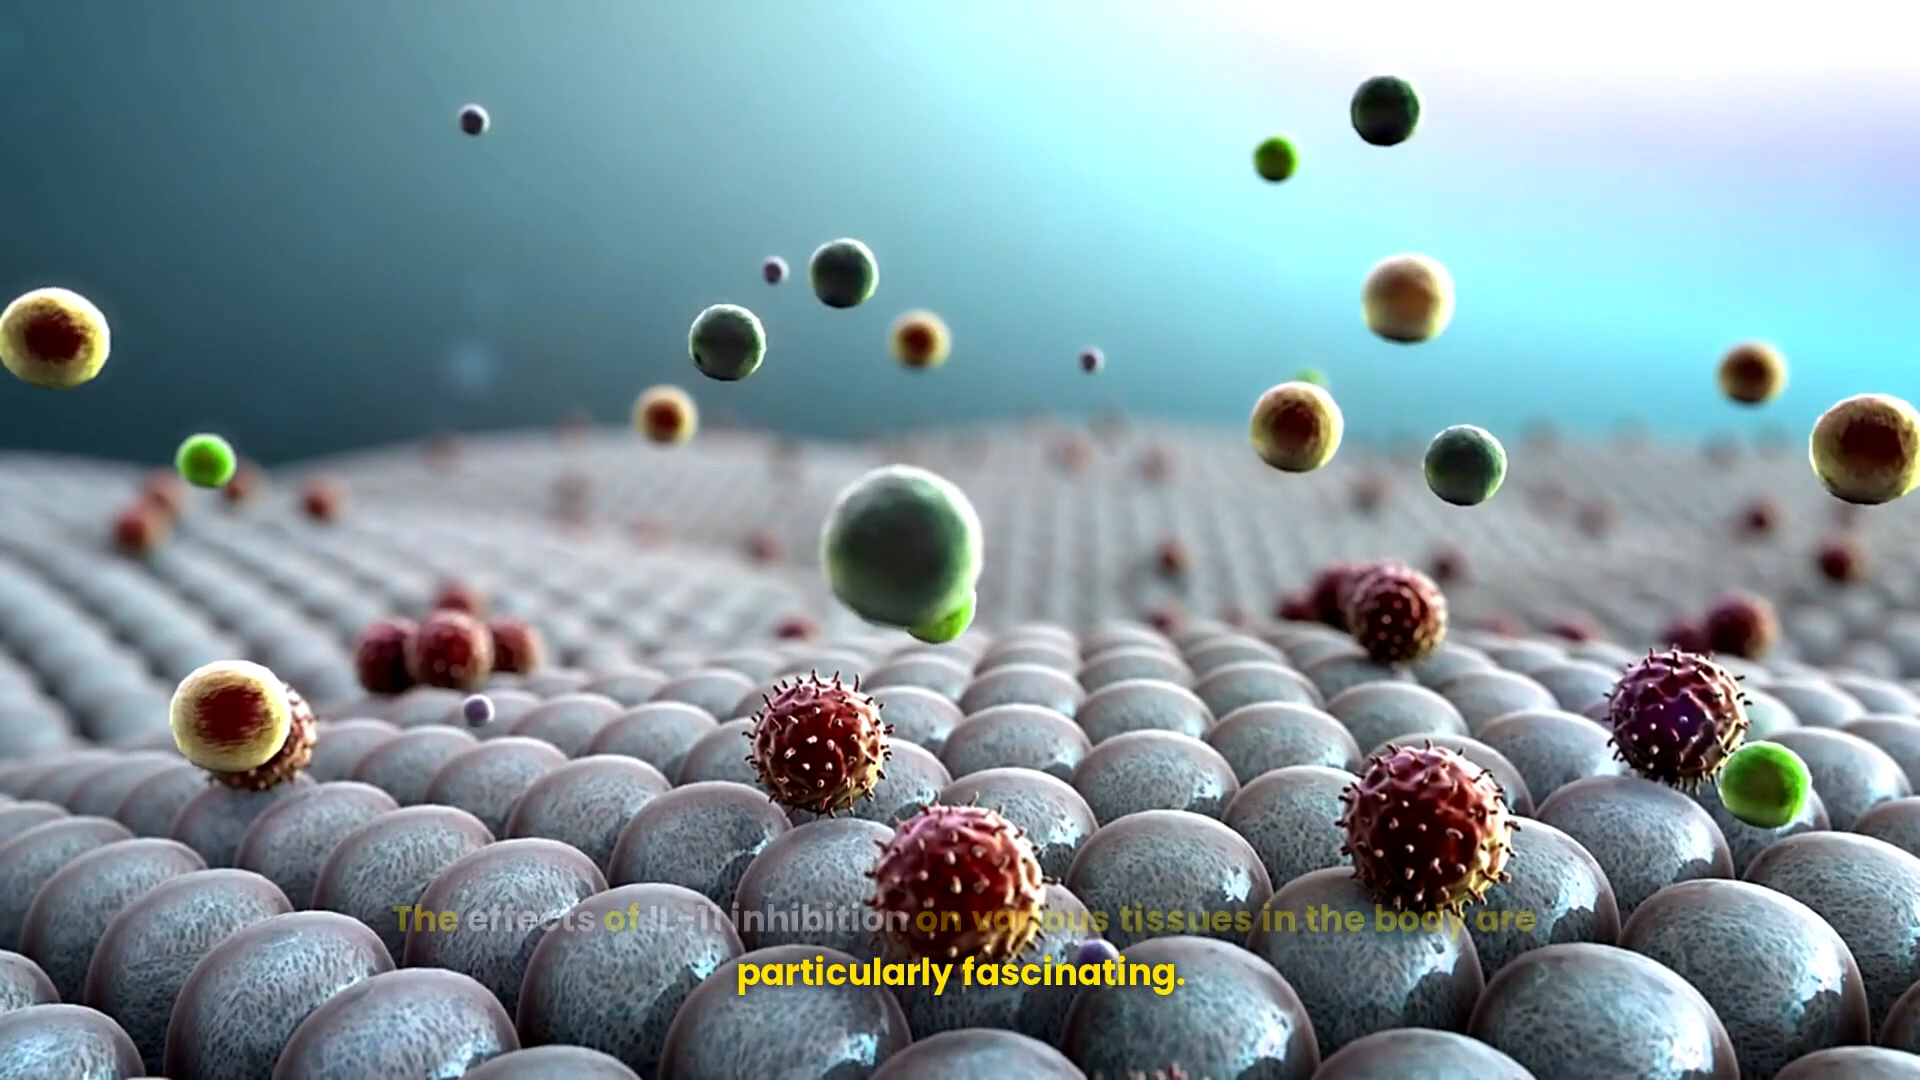 The effects of IL-11 inhibition on various tissues in the body are
particularly fascinating.